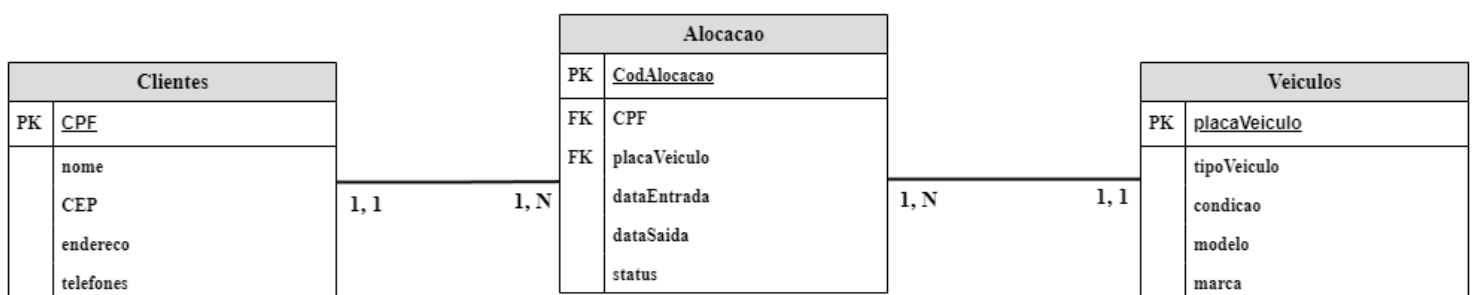 Clientes
PK CPF
nome
CEP
endereco
telefones
1, 1
1, N
Alocacao
PK CodAlocacao
FK CPF
FK placaVeiculo
dataEntrada
dataSaida
status
1, N
1, 1
Veiculos
PK placaVeiculo
tipoVeiculo
condicao
modelo
marca